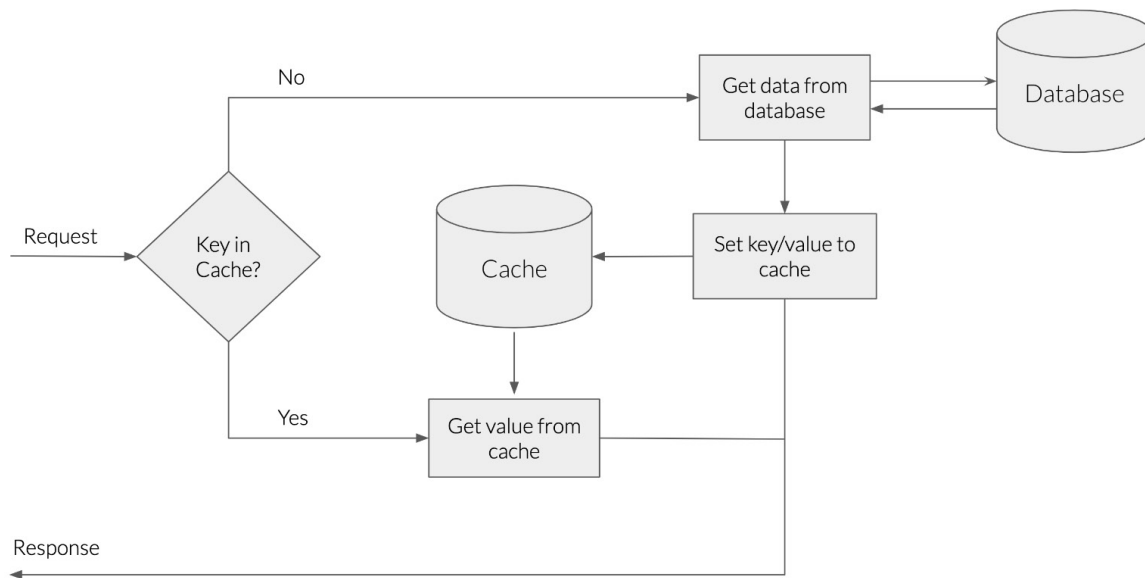 No
Get data from
database
Database
Request
Key in
Cache?
Cache
Set key/value to
cache
Yes
Get value from
cache
Response